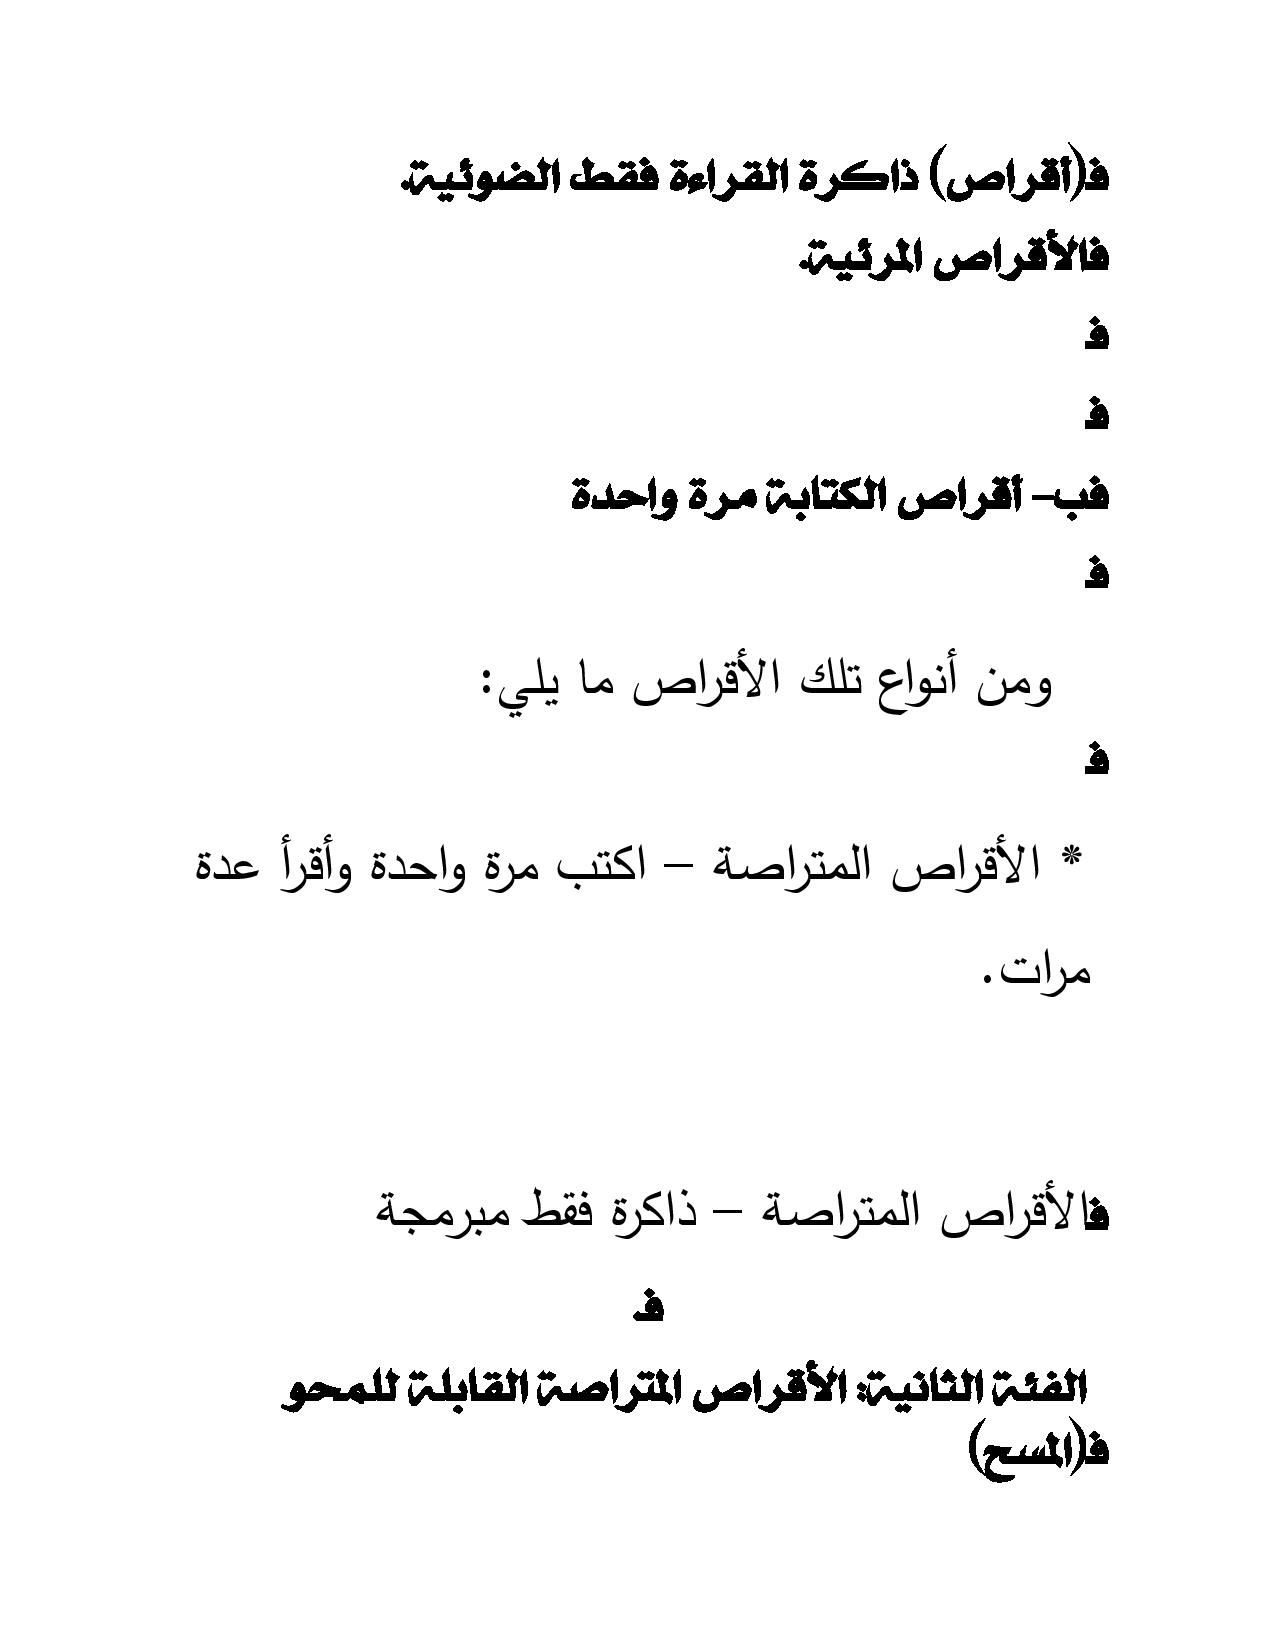 ف(أقراص) ذاكرة القراءة فقط الضوئية.
فالأقراص المرئية.
ف
ف
فب- أقراص الكتابة مرة واحدة
ف
ومن أنواع تلك الأقراص ما يلي:
ف
* الأقراص المتراصة – اكتب مرة واحدة وأقرأ عدة
مرات.
فالأقراص المتراصة – ذاكرة فقط مبرمجة
ف
الفئة الثانية: الأقراص المتراصة القابلة للمحو
ف(المسح)